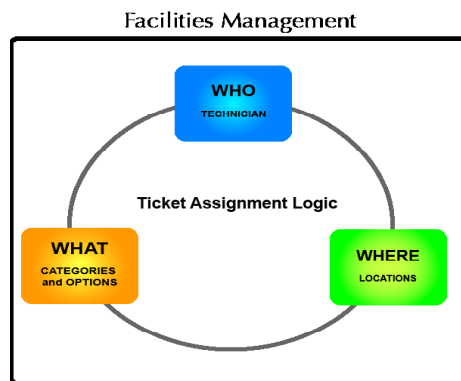 Facilities Management
WHO
TECHNICIAN
Ticket Assignment Logic
WHAT
CATEGORIES
and OPTIONS
WHERE
LOCATIONS